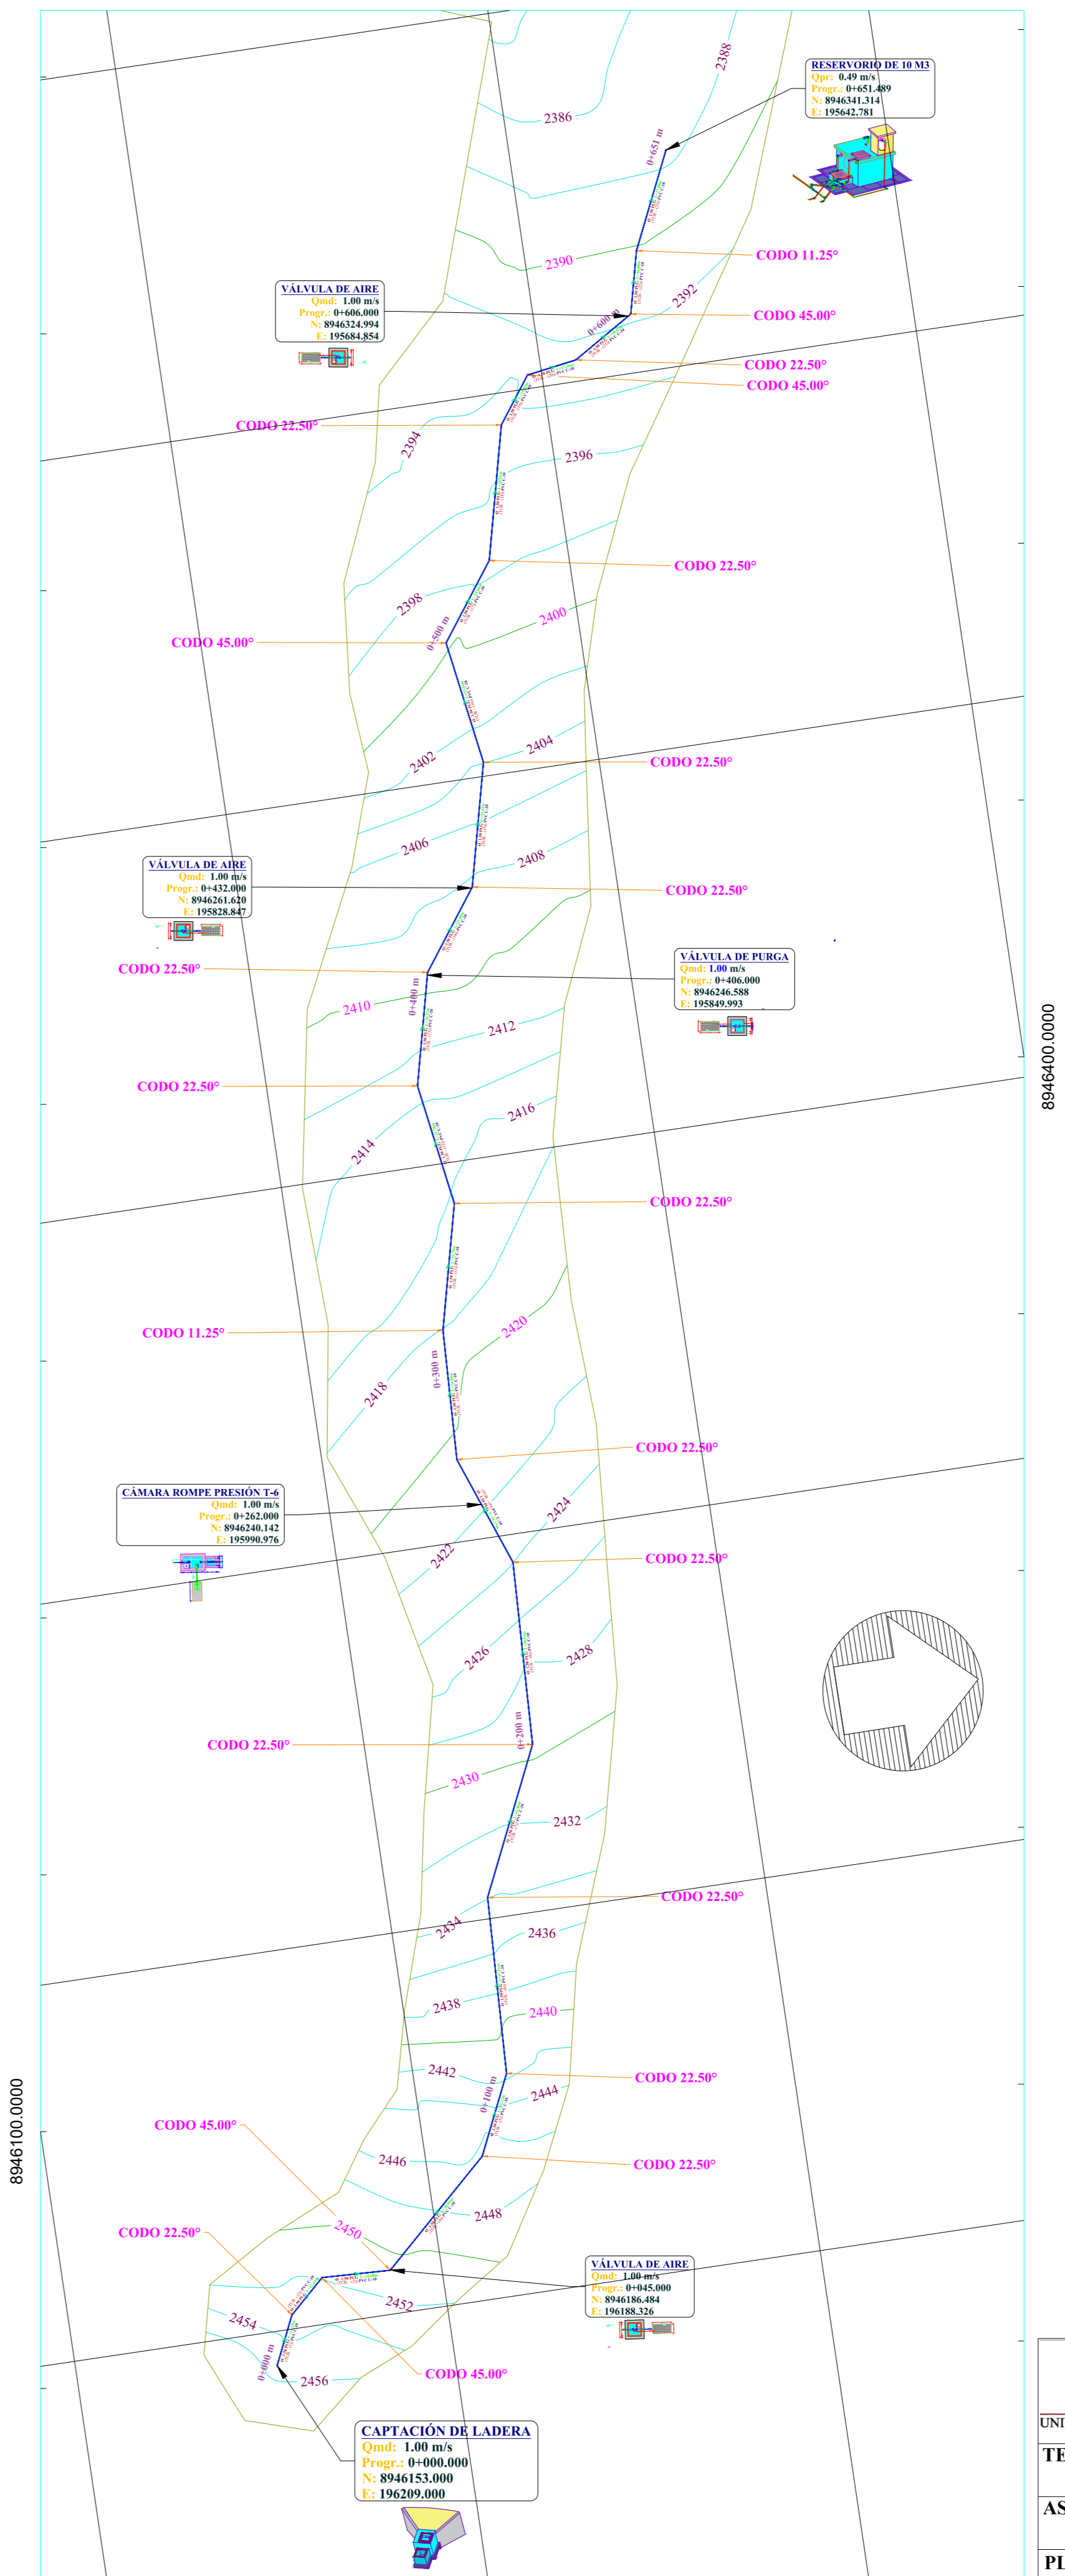 2388
RESERVORIO DE 10 M3
Qpr: 0.49 m/s
Progr.: 0+651.489
N: 8946341.314
E: 195642.781
2386
0+651 m
CODO 11.25°
2390
VÁLVULA DE AIRE
Qmd: 1.00 m/s
Progr.: 0+606.000
N: 8946324.994
E: 195684.854
2392
CODO 45.00°
0+600 m
CODO 22.50°
CODO 45.00°
CODO 22.50°
2394
2396
CODO 22.50°
2398
2400
0+500 m
CODO 45.00°
2402
2404
CODO 22.50°
2406
2408
VÁLVULA DE AIRE
Qmd: 1.00 m/s
Progr.: 0+432.000
N: 8946261.620
E: 195828.847
CODO 22.50°
CODO 22.50°
VÁLVULA DE PURGA
Qmd: 1.00 m/s
Progr.: 0+406.000
N: 8946246.588
E: 195849.993
2410
0+400 m
2412
8946400.0000
CODO 22.50°
2416
2414
CODO 22.50°
2420
CODO 11.25°
0+300 m
2418
CODO 22.50°
CÁMARA ROMPE PRESIÓN T-6
Qmd: 1.00 m/s
Progr.: 0+262.000
N: 8946240.142
E: 195990.976
2424
2422
CODO 22.50°
2426
2428
0+200 m
CODO 22.50°
2430
2432
CODO 22.50°
2434
2436
2438
2440
2442
CODO 22.50°
0+100 m
2444
8946100.0000
CODO 45.00°
2446
CODO 22.50°
2448
CODO 22.50°
2450
VÁLVULA DE AIRE
Qmd: 1.00 m/s
Progr.: 0+045.000
N: 8946186.484
E: 196188.326
2452
2454
0+000 m
2456
CODO 45.00°
CAPTACIÓN DE LADERA
Qmd: 1.00 m/s
Progr.: 0+000.000
N: 8946153.000
E: 196209.000
UNI
TE
AS
PL